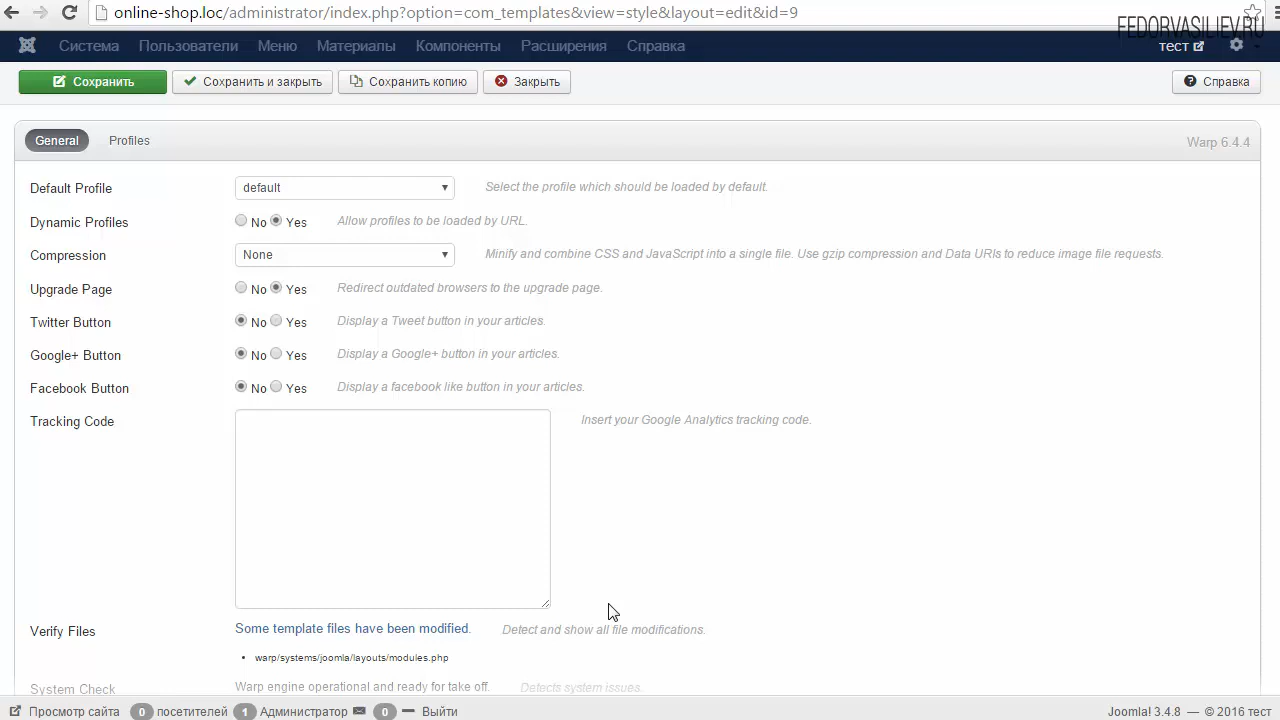 online-shop.loc/administrator/index.php?option=com_templates&view=style&layout=edit&id=9
FEDORVASILIEV.RU
Система Пользователи Меню Материалы Компоненты Расширения Справка тест
Сохранить Сохранить и закрыть Сохранить копию Закрыть Справка
General Profiles Warp 6.4.4
Default Profile default Select the profile which should be loaded by default.
Dynamic Profiles No Yes Allow profiles to be loaded by URL.
Compression None Minify and combine CSS and JavaScript into a single file. Use gzip compression and Data URIs to reduce image file requests.
Upgrade Page No Yes Redirect outdated browsers to the upgrade page.
Twitter Button No Yes Display a Tweet button in your articles.
Google+ Button No Yes Display a Google+ button in your articles.
Facebook Button No Yes Display a facebook like button in your articles.
Tracking Code Insert your Google Analytics tracking code.
Verify Files Some template files have been modified. Detect and show all file modifications.
• warp/systems/joomla/layouts/modules.php
System Check Warp engine operational and ready for take off. Detects system issues.
Просмотр сайта 0 посетителей 1 Администратор 0 Выйти Joomla! 3.4.8 — © 2016 тест